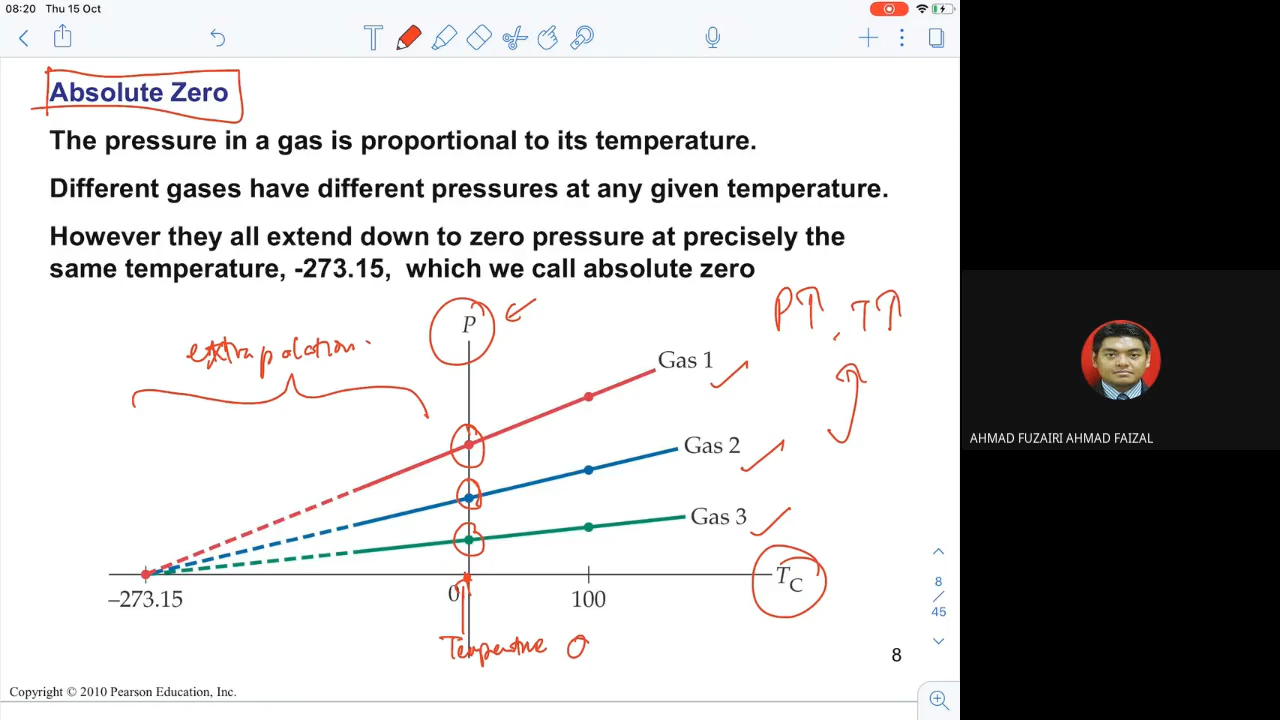 08:20 Thu 15 Oct
T
Absolute Zero
The pressure in a gas is proportional to its temperature.
Different gases have different pressures at any given temperature.
However they all extend down to zero pressure at precisely the
same temperature, -273.15, which we call absolute zero
P↑, T↑
P
extrapolation.
Gas 1
Gas 2
Gas 3
T_C
–273.15
0
100
Temperature 0
8
/
45
8
Copyright © 2010 Pearson Education, Inc.
AHMAD FUZAIRI AHMAD FAIZAL